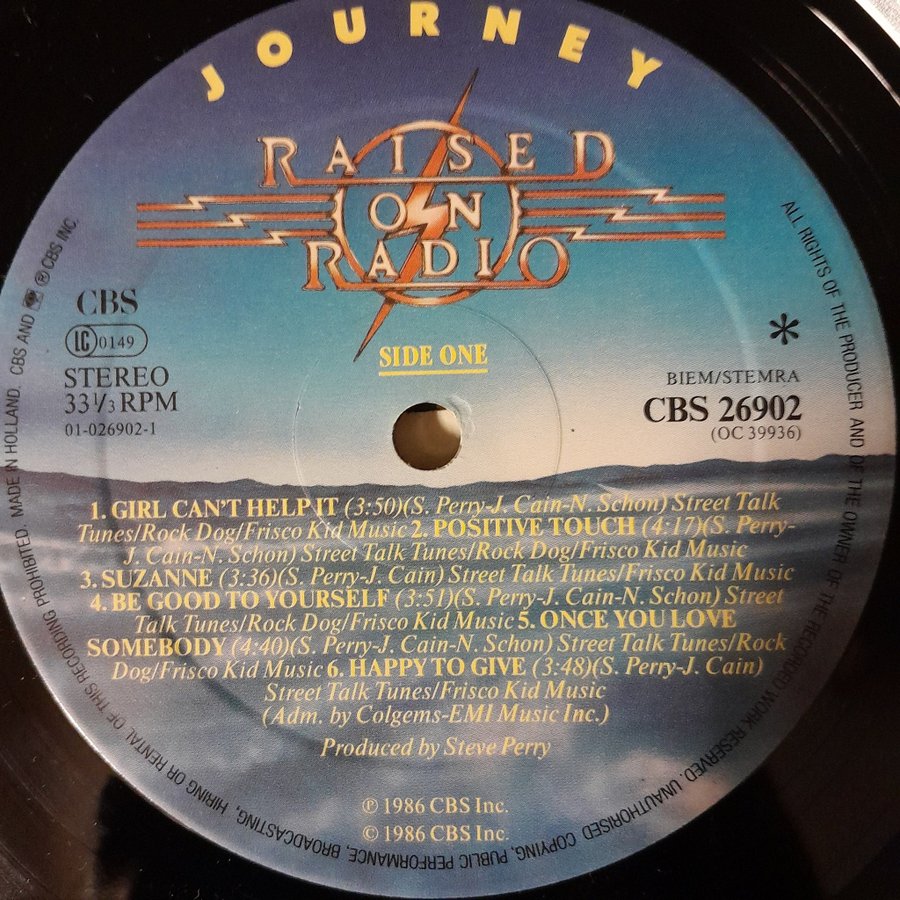 JOURNEY
RAISED
ON
RADIO
SIDE ONE
CBS
LC 0149
STEREO
33 1/3 RPM
01-026902-1
*
BIEM/STEMRA
CBS 26902
(OC 39936)
1. GIRL CAN'T HELP IT (3:50)(S. Perry-J. Cain-N. Schon) Street Talk
Tunes/Rock Dog/Frisco Kid Music 2. POSITIVE TOUCH (4:17)(S. Perry-
J. Cain-N. Schon) Street Talk Tunes/Rock Dog/Frisco Kid Music
3. SUZANNE (3:36)(S. Perry-J. Cain) Street Talk Tunes/Frisco Kid Music
4. BE GOOD TO YOURSELF (3:51)(S. Perry-J. Cain-N. Schon) Street
Talk Tunes/Rock Dog/Frisco Kid Music 5. ONCE YOU LOVE
SOMEBODY (4:40)(S. Perry-J. Cain-N. Schon) Street Talk Tunes/Rock
Dog/Frisco Kid Music 6. HAPPY TO GIVE (3:48)(S. Perry-J. Cain)
Street Talk Tunes/Frisco Kid Music
(Adm. by Colgems-EMI Music Inc.)
Produced by Steve Perry
℗ 1986 CBS Inc.
© 1986 CBS Inc.
ALL RIGHTS OF THE PRODUCER AND OF THE OWNER OF THE RECORDED WORK RESERVED. UNAUTHORISED COPYING, PUBLIC PERFORMANCE, BROADCASTING, HIRING OR RENTAL OF THIS RECORDING PROHIBITED. MADE IN HOLLAND. CBS AND ® CBS INC